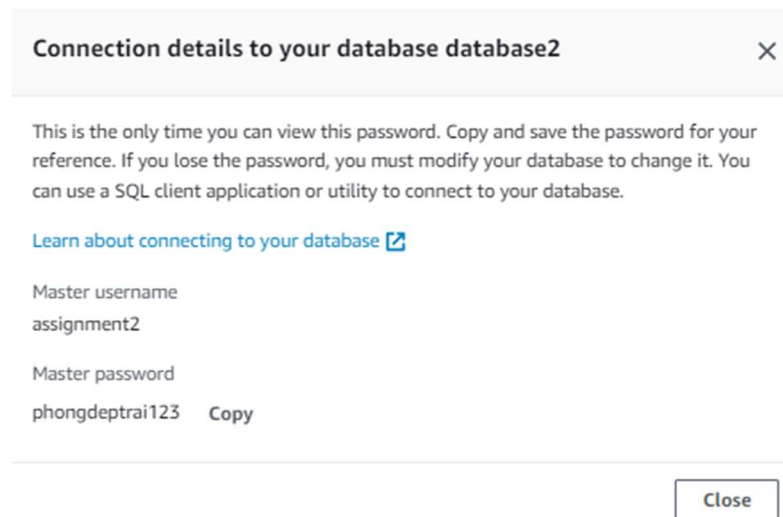 Connection details to your database database2
This is the only time you can view this password. Copy and save the password for your
reference. If you lose the password, you must modify your database to change it. You
can use a SQL client application or utility to connect to your database.
Learn about connecting to your database
Master username
assignment2
Master password
phongdeptrai123 Copy
Close